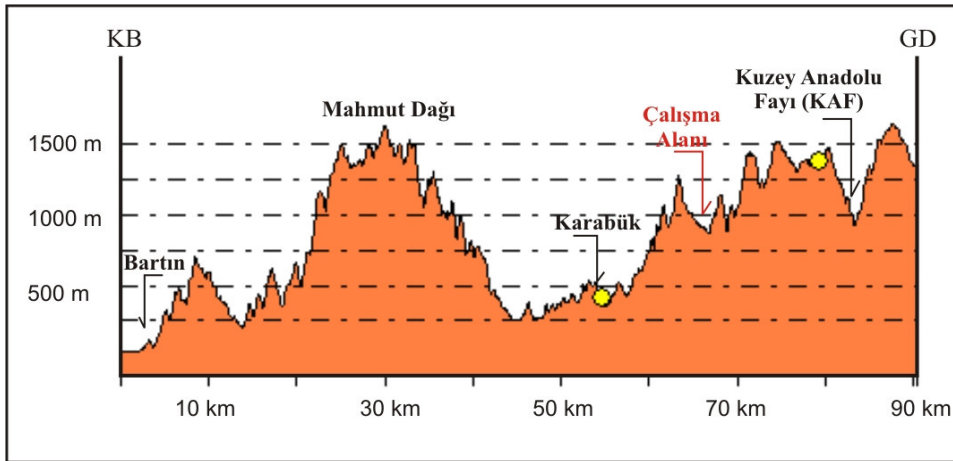 KB
GD
Mahmut Dağı
Kuzey Anadolu
Fayı (KAF)
Çalışma
Alanı
1500 m
1000 m
Karabük
Bartın
500 m
10 km
30 km
50 km
70 km
90 km